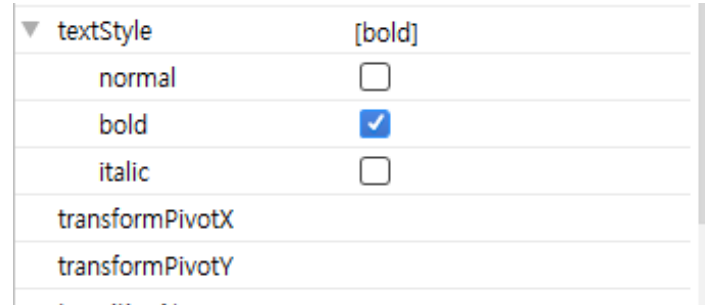 textStyle [bold]
normal
bold
italic
transformPivotX
transformPivotY